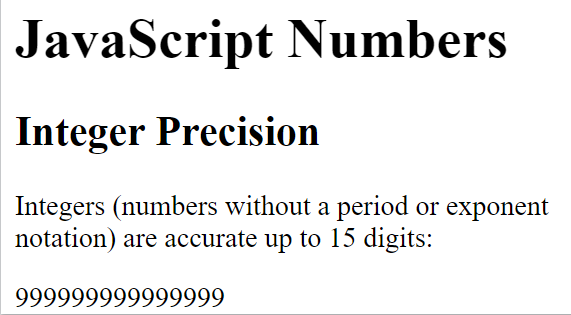 JavaScript Numbers
Integer Precision
Integers (numbers without a period or exponent
notation) are accurate up to 15 digits:
999999999999999